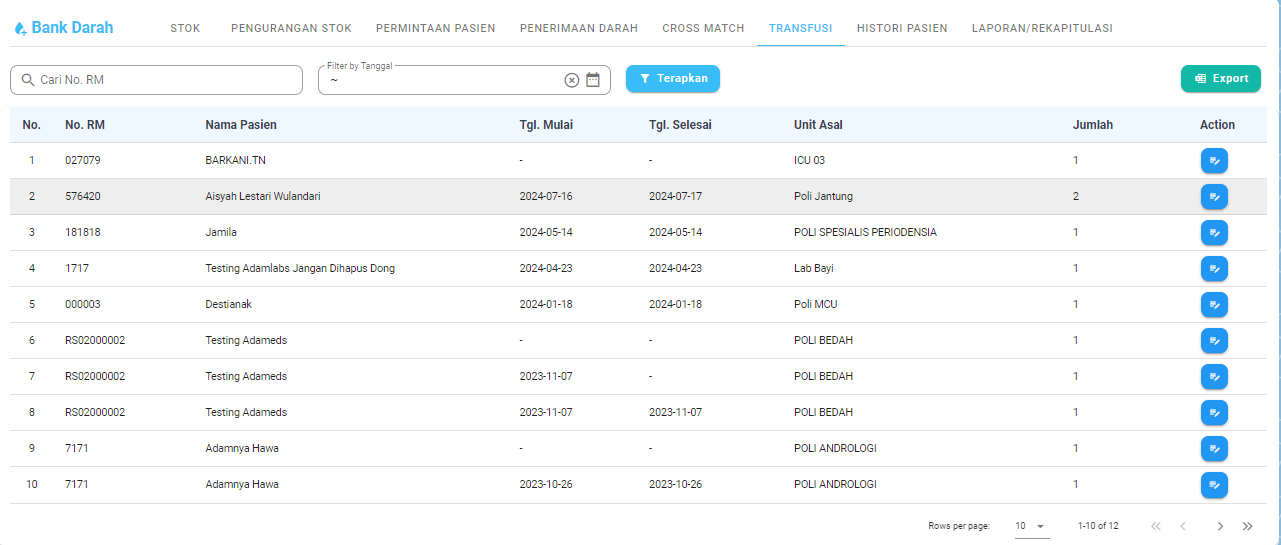 Bank Darah STOK PENGURANGAN STOK PERMINTAAN PASIEN PENERIMAAN DARAH CROSS MATCH TRANSFUSI HISTORI PASIEN LAPORAN/REKAPITULASI
Filter by Tanggal
Cari No. RM ~ Terapkan Export
No. No. RM Nama Pasien Tgl. Mulai Tgl. Selesai Unit Asal Jumlah Action
1 027079 BARKANI.TN - - ICU 03 1
2 576420 Aisyah Lestari Wulandari 2024-07-16 2024-07-17 Poli Jantung 2
3 181818 Jamila 2024-05-14 2024-05-14 POLI SPESIALIS PERIODENSIA 1
4 1717 Testing Adamlabs Jangan Dihapus Dong 2024-04-23 2024-04-23 Lab Bayi 1
5 000003 Destianak 2024-01-18 2024-01-18 Poli MCU 1
6 RS02000002 Testing Adameds - - POLI BEDAH 1
7 RS02000002 Testing Adameds 2023-11-07 - POLI BEDAH 1
8 RS02000002 Testing Adameds 2023-11-07 2023-11-07 POLI BEDAH 1
9 7171 Adamnya Hawa - - POLI ANDROLOGI 1
10 7171 Adamnya Hawa 2023-10-26 2023-10-26 POLI ANDROLOGI 1
Rows per page: 10 1-10 of 12